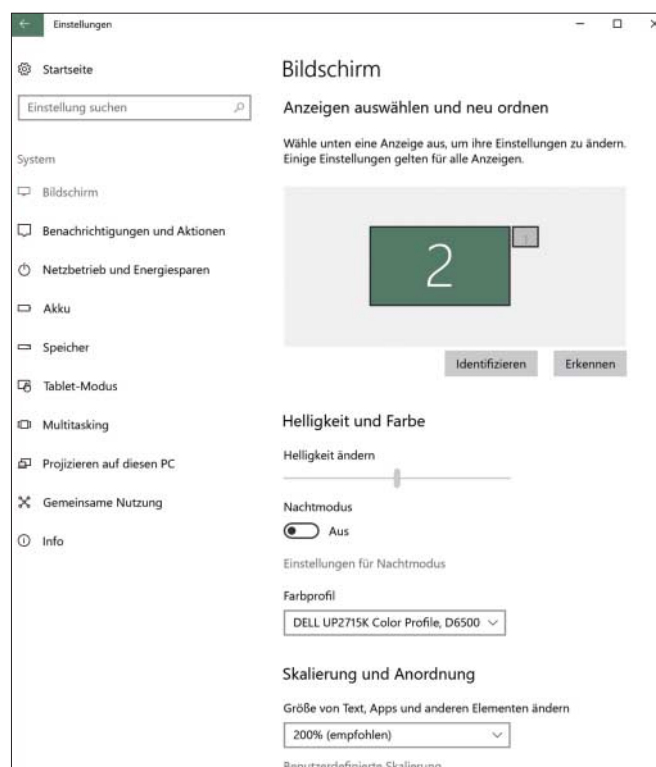 Einstellungen
Startseite
Einstellung suchen
System
Bildschirm
Benachrichtigungen und Aktionen
Netzbetrieb und Energiesparen
Akku
Speicher
Tablet-Modus
Multitasking
Projizieren auf diesen PC
Gemeinsame Nutzung
Info
Bildschirm
Anzeigen auswählen und neu ordnen
Wähle unten eine Anzeige aus, um ihre Einstellungen zu ändern.
Einige Einstellungen gelten für alle Anzeigen.
2
1
Identifizieren
Erkennen
Helligkeit und Farbe
Helligkeit ändern
Nachtmodus
Aus
Einstellungen für Nachtmodus
Farbprofil
DELL UP2715K Color Profile, D6500
Skalierung und Anordnung
Größe von Text, Apps und anderen Elementen ändern
200% (empfohlen)
Benutzerdefinierte Skalierung